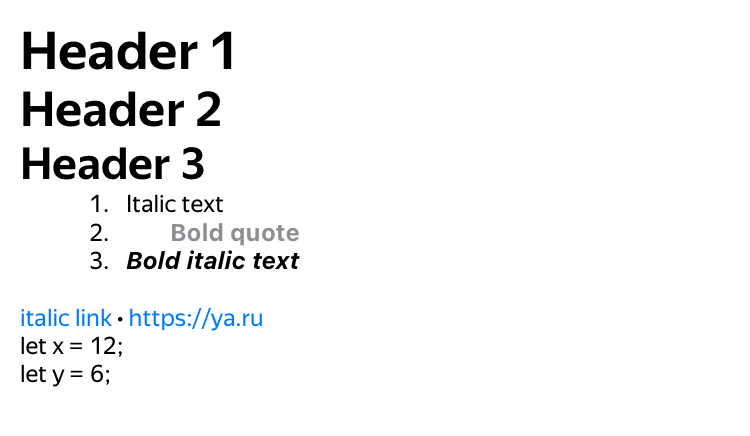 Header 1
Header 2
Header 3
1. Italic text
2. Bold quote
3. Bold italic text
italic link • https://ya.ru
let x = 12;
let y = 6;